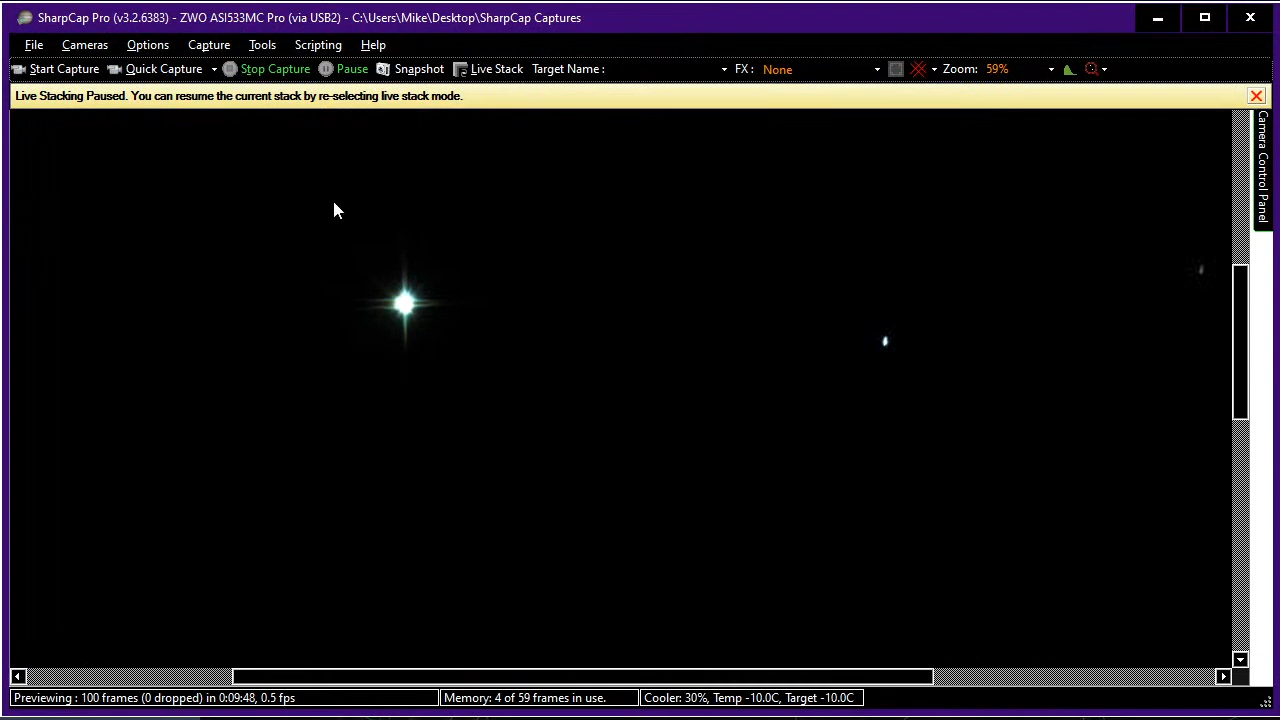 SharpCap Pro (v3.2.6383) - ZWO ASI533MC Pro (via USB2) - C:\Users\Mike\Desktop\SharpCap Captures
File Cameras Options Capture Tools Scripting Help
Start Capture Quick Capture Stop Capture Pause Snapshot Live Stack Target Name : FX : None Zoom: 59%
Live Stacking Paused. You can resume the current stack by re-selecting live stack mode.
Camera Control Panel
Previewing : 100 frames (0 dropped) in 0:09:48, 0.5 fps Memory: 4 of 59 frames in use. Cooler: 30%, Temp -10.0C, Target -10.0C